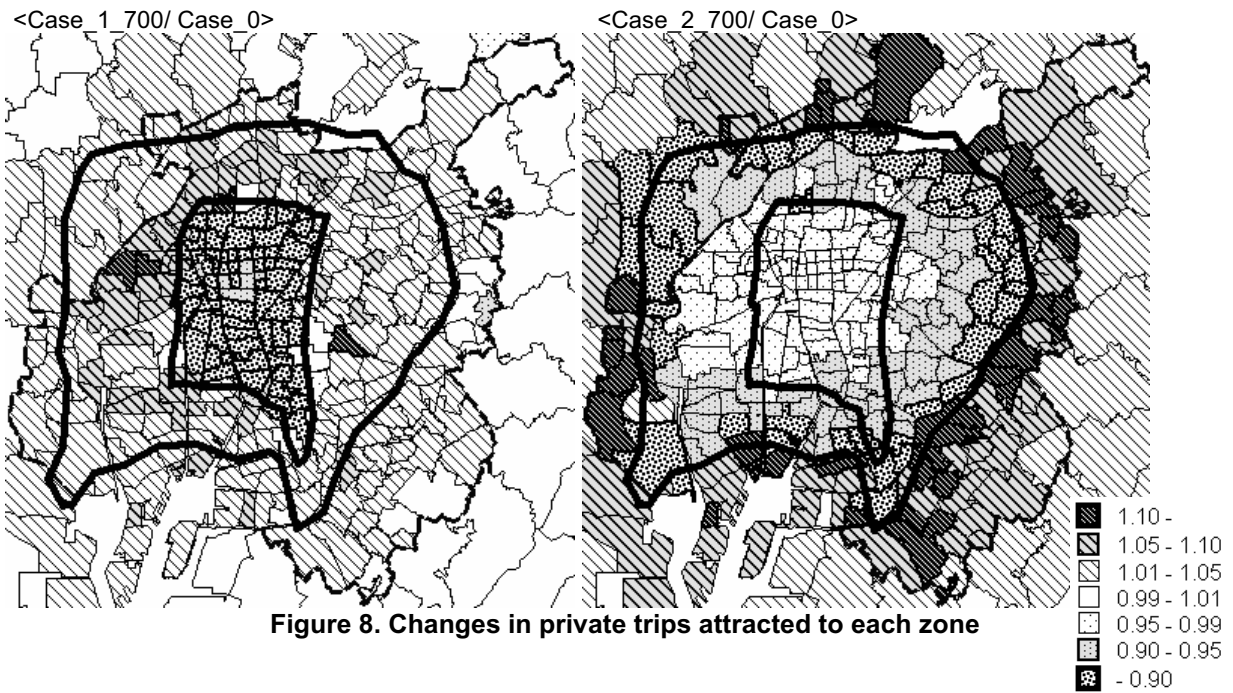 <Case_1_700/ Case_0>
<Case_2_700/ Case_0>
1.10 -
1.05 - 1.10
1.01 - 1.05
0.99 - 1.01
0.95 - 0.99
0.90 - 0.95
- 0.90
Figure 8. Changes in private trips attracted to each zone